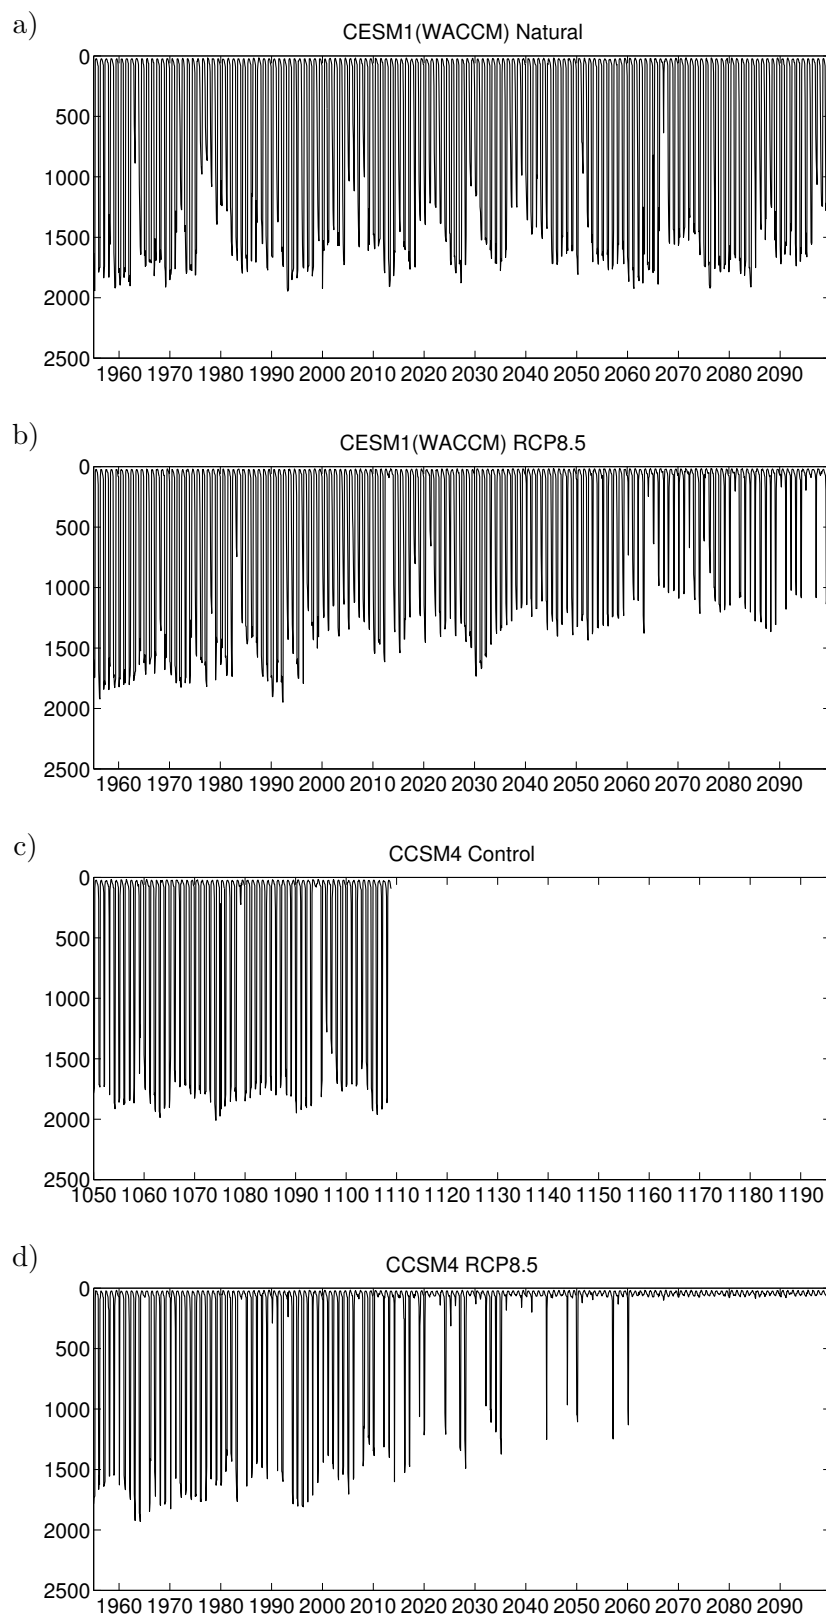 a)
CESM1(WACCM) Natural
0
500
1000
1500
2000
2500
1960 1970 1980 1990 2000 2010 2020 2030 2040 2050 2060 2070 2080 2090
b)
CESM1(WACCM) RCP8.5
0
500
1000
1500
2000
2500
1960 1970 1980 1990 2000 2010 2020 2030 2040 2050 2060 2070 2080 2090
c)
CCSM4 Control
0
500
1000
1500
2000
2500
1050 1060 1070 1080 1090 1100 1110 1120 1130 1140 1150 1160 1170 1180 1190
d)
CCSM4 RCP8.5
0
500
1000
1500
2000
2500
1960 1970 1980 1990 2000 2010 2020 2030 2040 2050 2060 2070 2080 2090